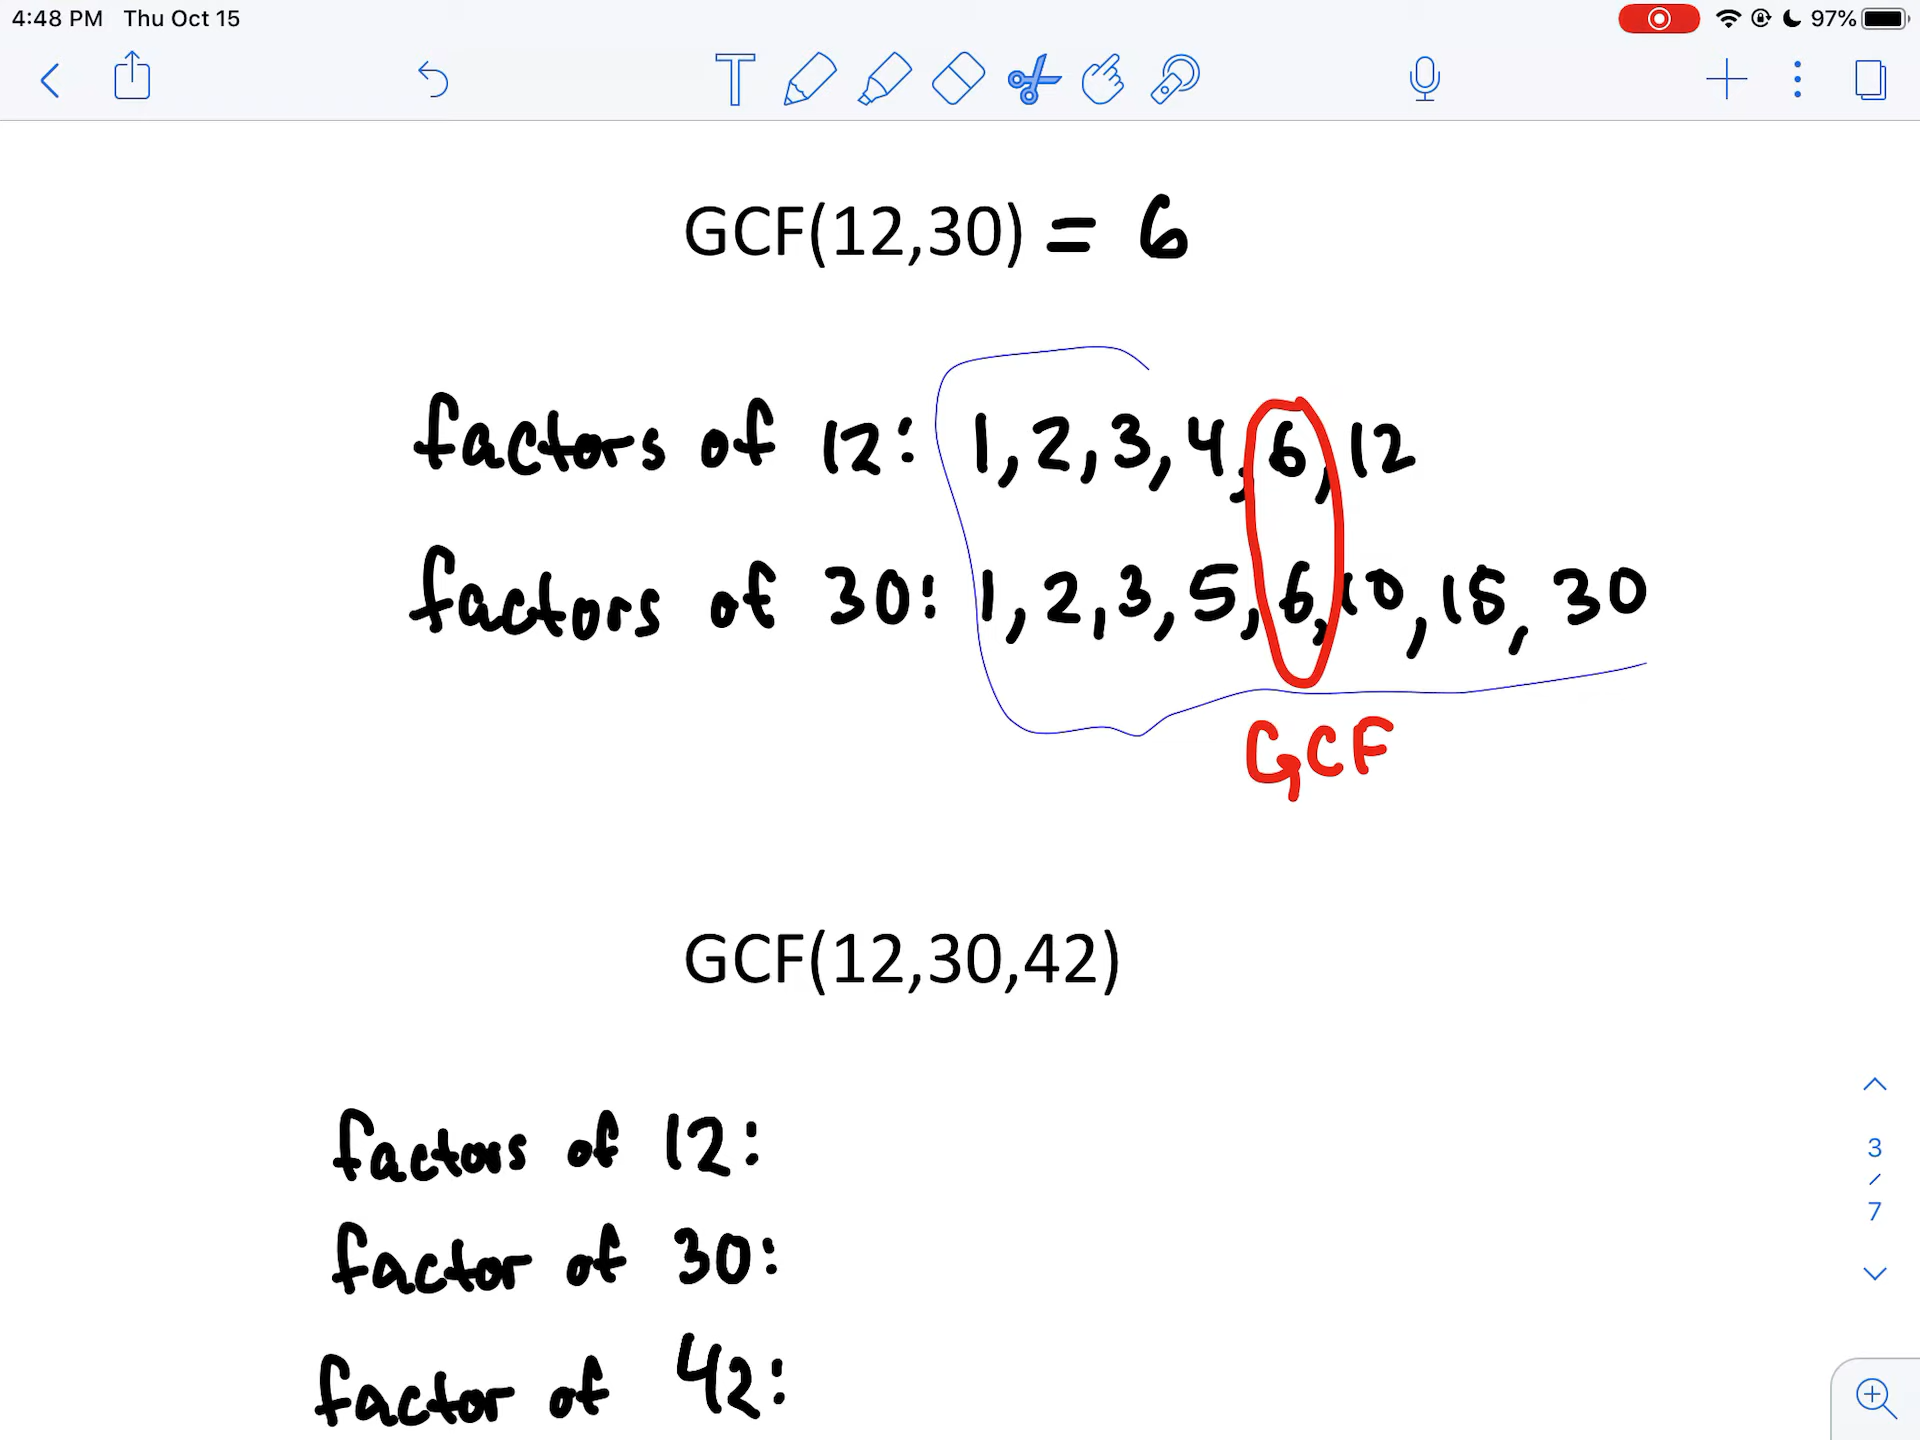 4:48 PM Thu Oct 15 97%
GCF(12,30) = 6
factors of 12: 1, 2, 3, 4, 6, 12
factors of 30: 1, 2, 3, 5, 6, 10, 15, 30
GCF
GCF(12,30,42)
factors of 12:
factor of 30:
factor of 42:
3
/
7